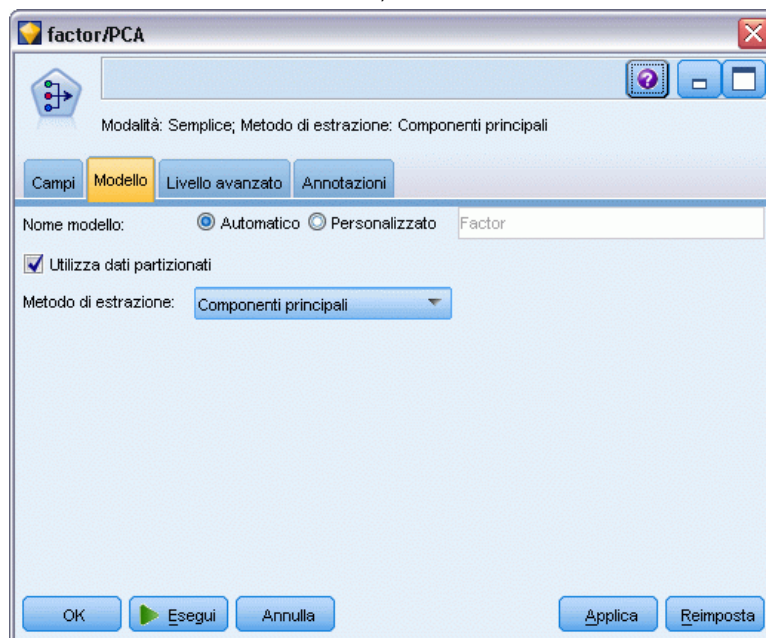 factor/PCA
Modalità: Semplice; Metodo di estrazione: Componenti principali
Campi Modello Livello avanzato Annotazioni
Nome modello: Automatico Personalizzato Factor
Utilizza dati partizionati
Metodo di estrazione: Componenti principali
OK Esegui Annulla Applica Reimposta